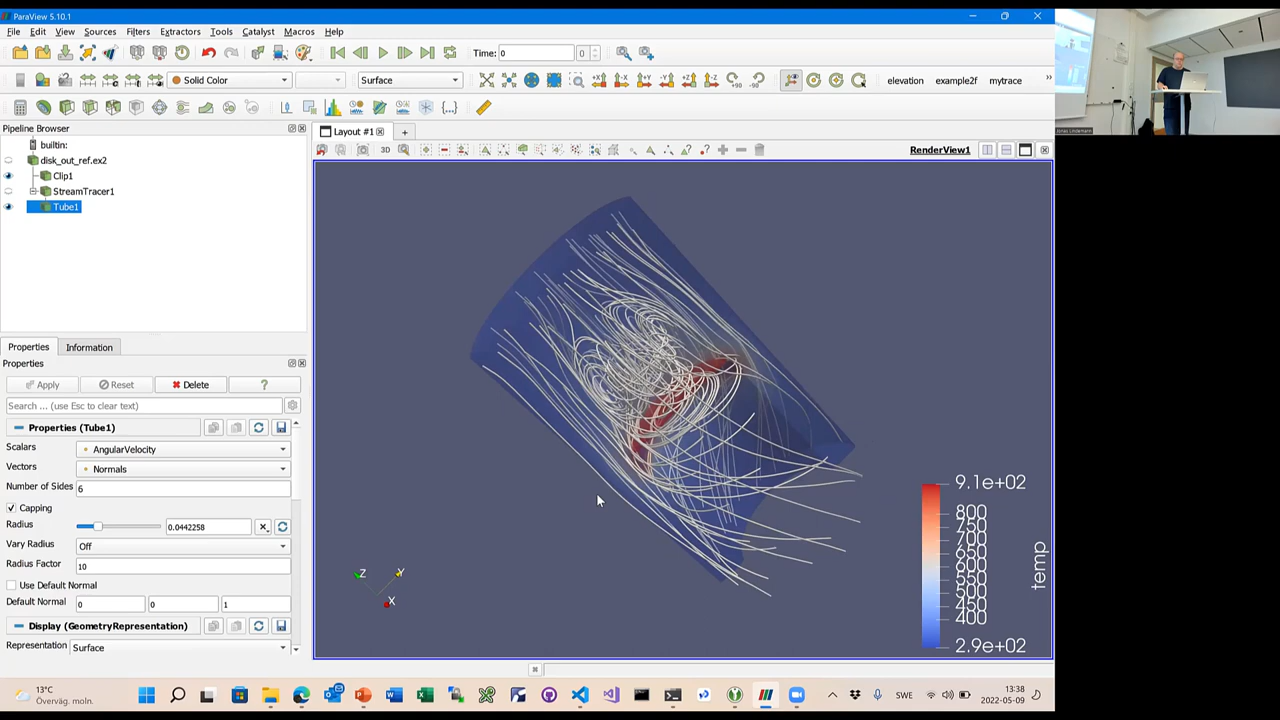 ParaView 5.10.1
File Edit View Sources Filters Extractors Tools Catalyst Macros Help
Time: 0 0
Solid Color Surface elevation example2f mytrace »
Pipeline Browser
Layout #1 +
builtin:
3D RenderView1
disk_out_ref.ex2
Clip1
StreamTracer1
Tube1
Properties Information
Properties
Apply Reset Delete ?
Search ... (use Esc to clear text)
Properties (Tube1)
Scalars AngularVelocity
Vectors Normals
Number of Sides 6
Capping
Radius 0.0442258
Vary Radius Off
Radius Factor 10
Use Default Normal
Default Normal 0 0 1
Display (GeometryRepresentation)
Representation Surface
Z Y X
9.1e+02
800
750
700
650
600
550
500
450
400
2.9e+02
temp
Jonas Lindemann
13°C
Överväg. moln.
SWE
13:38
2022-05-09